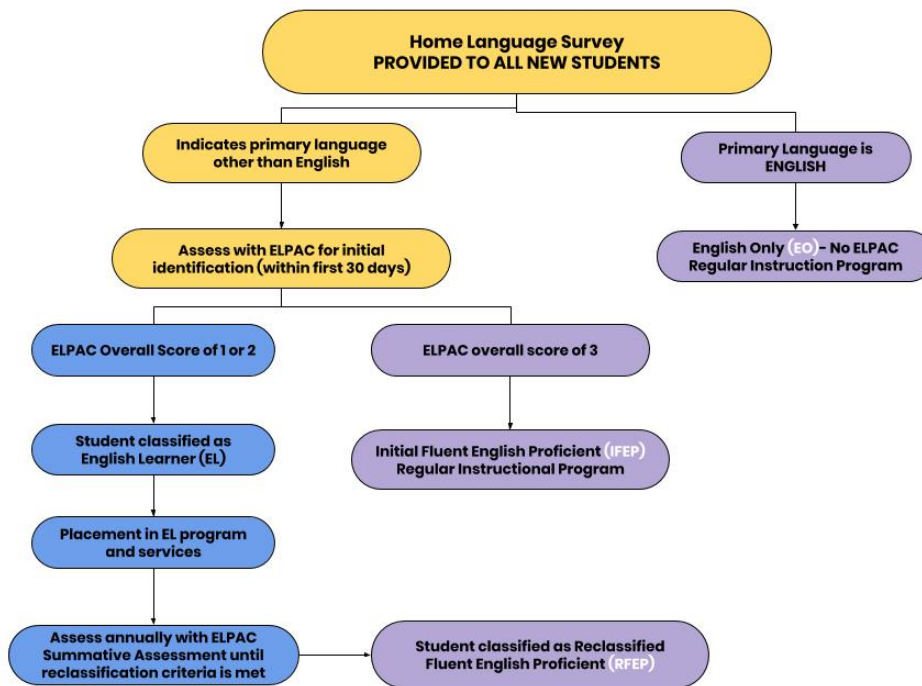 Home Language Survey
PROVIDED TO ALL NEW STUDENTS
Indicates primary language
other than English
Primary Language is
ENGLISH
Assess with ELPAC for initial
identification (within first 30 days)
English Only (EO)- No ELPAC
Regular Instruction Program
ELPAC Overall Score of 1 or 2
ELPAC overall score of 3
Student classified as
English Learner (EL)
Initial Fluent English Proficient (IFEP)
Regular Instructional Program
Placement in EL program
and services
Assess annually with ELPAC
Summative Assessment until
reclassification criteria is met
Student classified as Reclassified
Fluent English Proficient (RFEP)